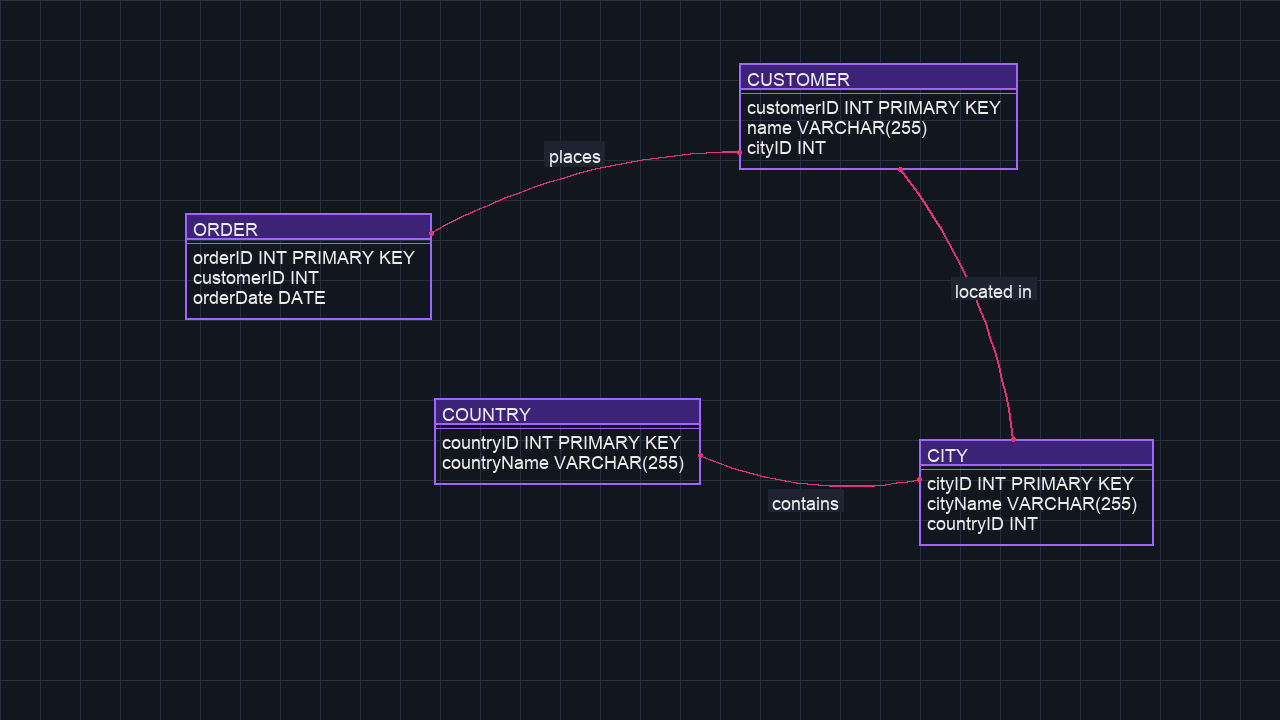 CUSTOMER
customerID INT PRIMARY KEY
name VARCHAR(255)
cityID INT
places
ORDER
orderID INT PRIMARY KEY
customerID INT
orderDate DATE
located in
COUNTRY
countryID INT PRIMARY KEY
countryName VARCHAR(255)
contains
CITY
cityID INT PRIMARY KEY
cityName VARCHAR(255)
countryID INT